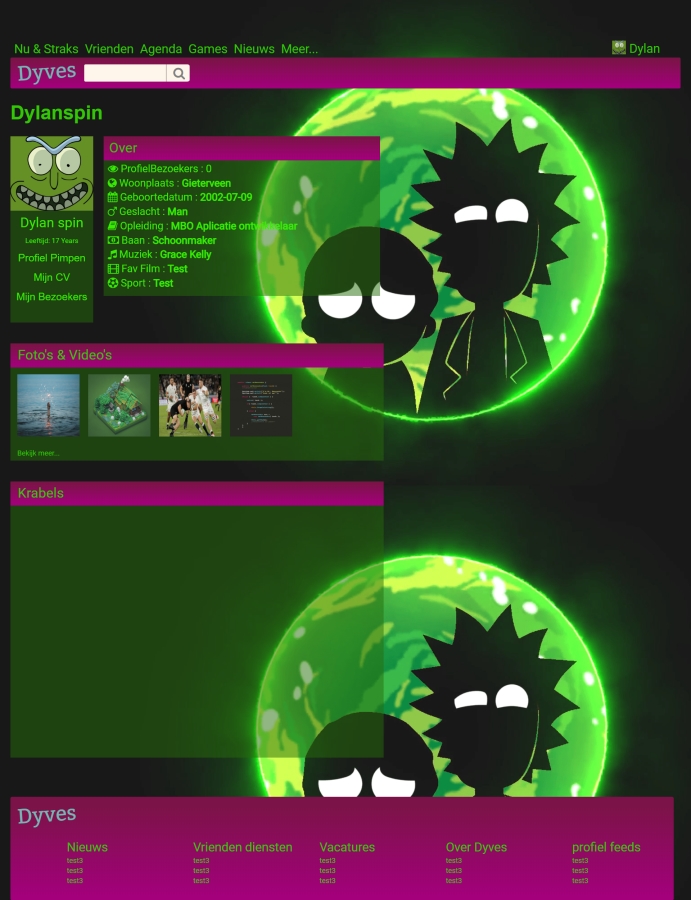 Nu & Straks Vrienden Agenda Games Nieuws Meer... Dylan
Dyves
Dylanspin
Over
ProfielBezoekers : 0
Woonplaats : Gieterveen
Geboortedatum : 2002-07-09
Geslacht : Man
Opleiding : MBO Aplicatie ontwikkelaar
Baan : Schoonmaker
Muziek : Grace Kelly
Fav Film : Test
Sport : Test
Dylan spin
Leeftijd: 17 Years
Profiel Pimpen
Mijn CV
Mijn Bezoekers
Foto's & Video's
Bekijk meer...
Krabels
Dyves
Nieuws Vrienden diensten Vacatures Over Dyves profiel feeds
test3 test3 test3 test3 test3
test3 test3 test3 test3 test3
test3 test3 test3 test3 test3